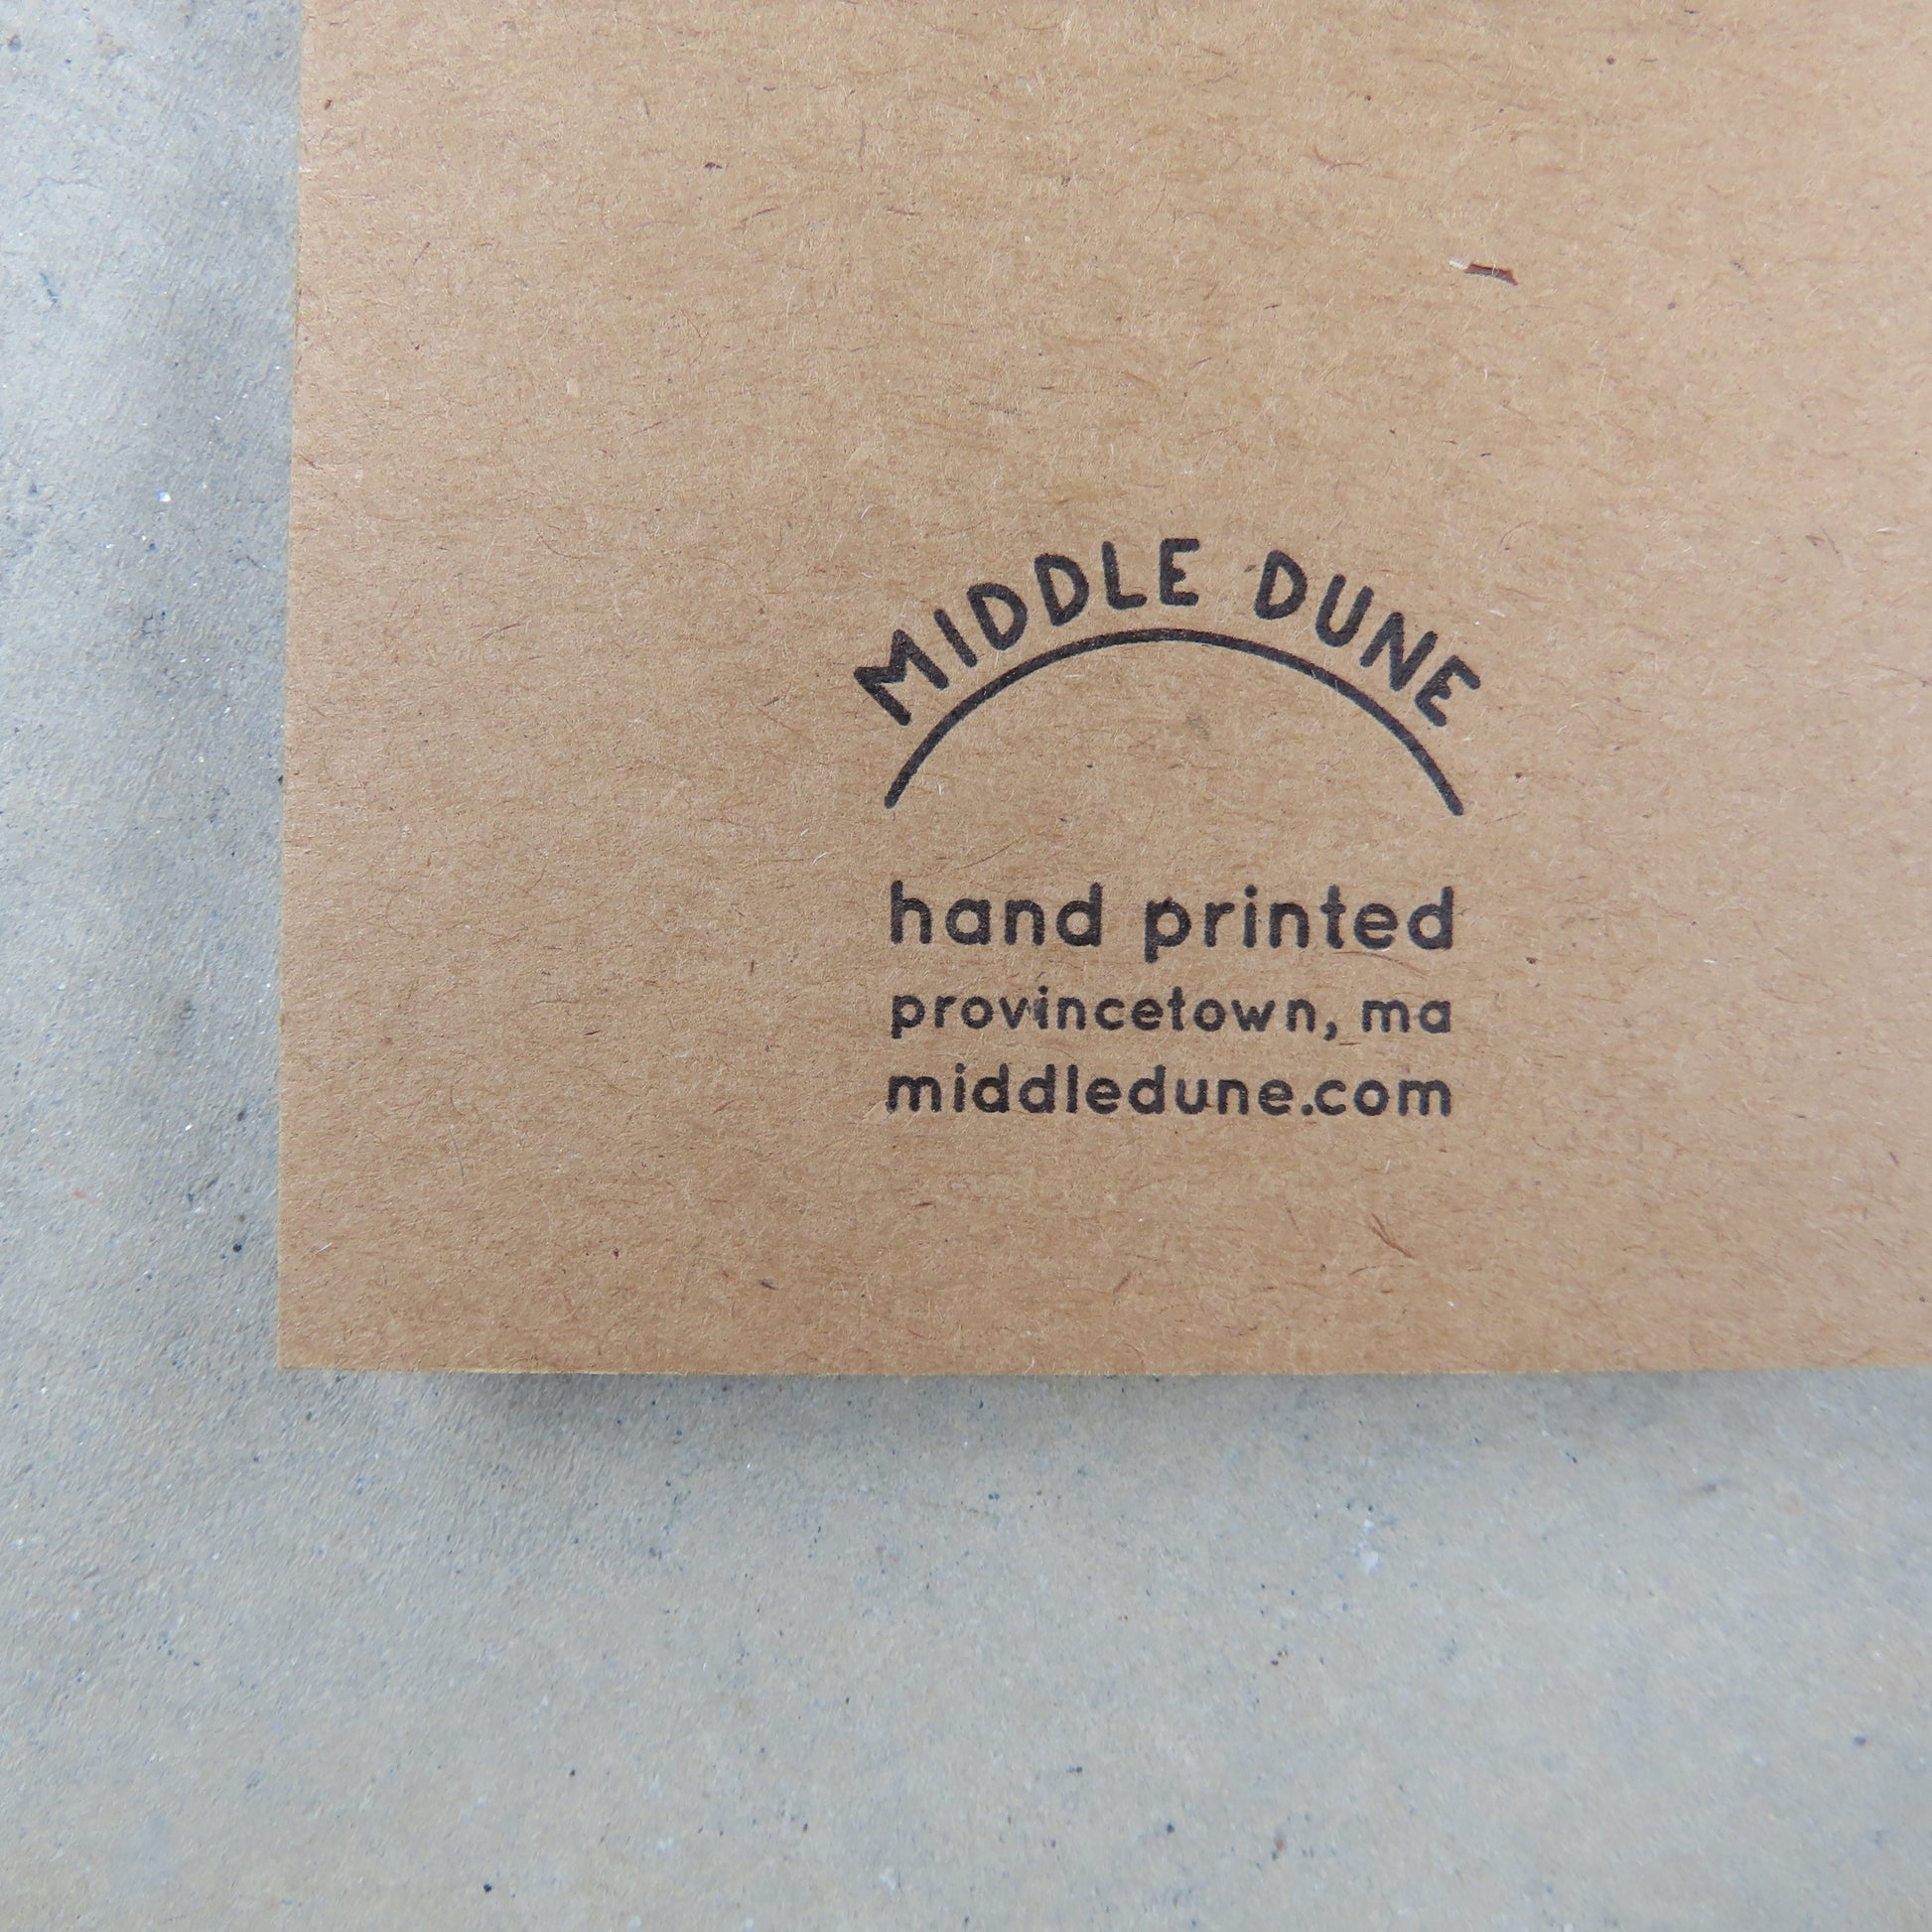 MIDDLE DUNE
hand printed
provincetown, ma
middledune.com